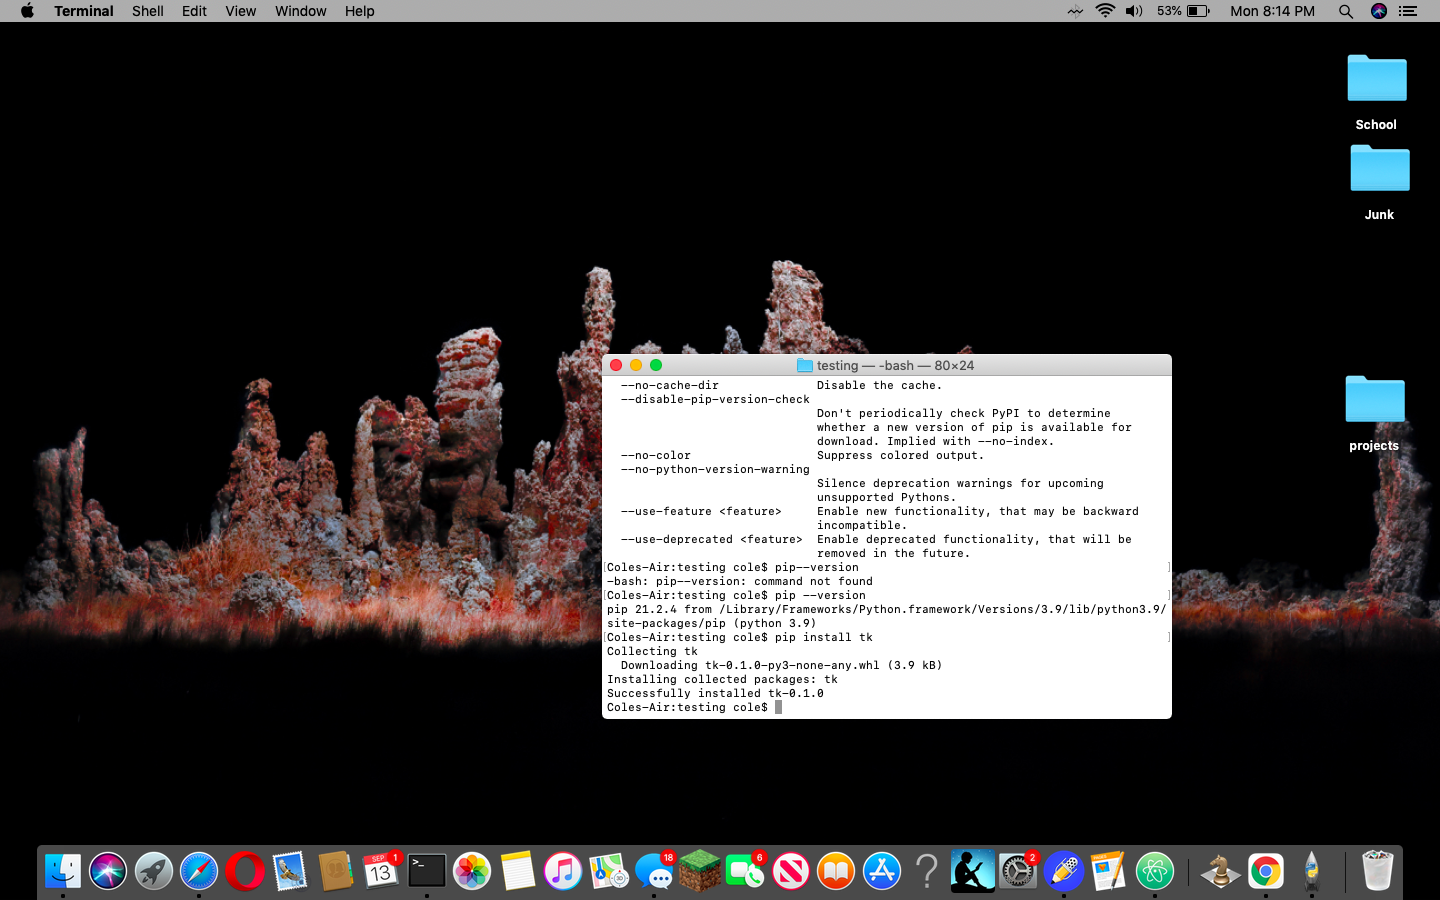 Terminal Shell Edit View Window Help 53% Mon 8:14 PM
School
Junk
projects
testing — -bash — 80×24
--no-cache-dir Disable the cache.
--disable-pip-version-check
Don't periodically check PyPI to determine
whether a new version of pip is available for
download. Implied with --no-index.
--no-color Suppress colored output.
--no-python-version-warning
Silence deprecation warnings for upcoming
unsupported Pythons.
--use-feature <feature> Enable new functionality, that may be backward
incompatible.
--use-deprecated <feature> Enable deprecated functionality, that will be
removed in the future.
[Coles-Air:testing cole$ pip--version ]
-bash: pip--version: command not found
[Coles-Air:testing cole$ pip --version ]
pip 21.2.4 from /Library/Frameworks/Python.framework/Versions/3.9/lib/python3.9/
site-packages/pip (python 3.9)
[Coles-Air:testing cole$ pip install tk ]
Collecting tk
Downloading tk-0.1.0-py3-none-any.whl (3.9 kB)
Installing collected packages: tk
Successfully installed tk-0.1.0
Coles-Air:testing cole$
SEP 1 18 6 2
13 >_